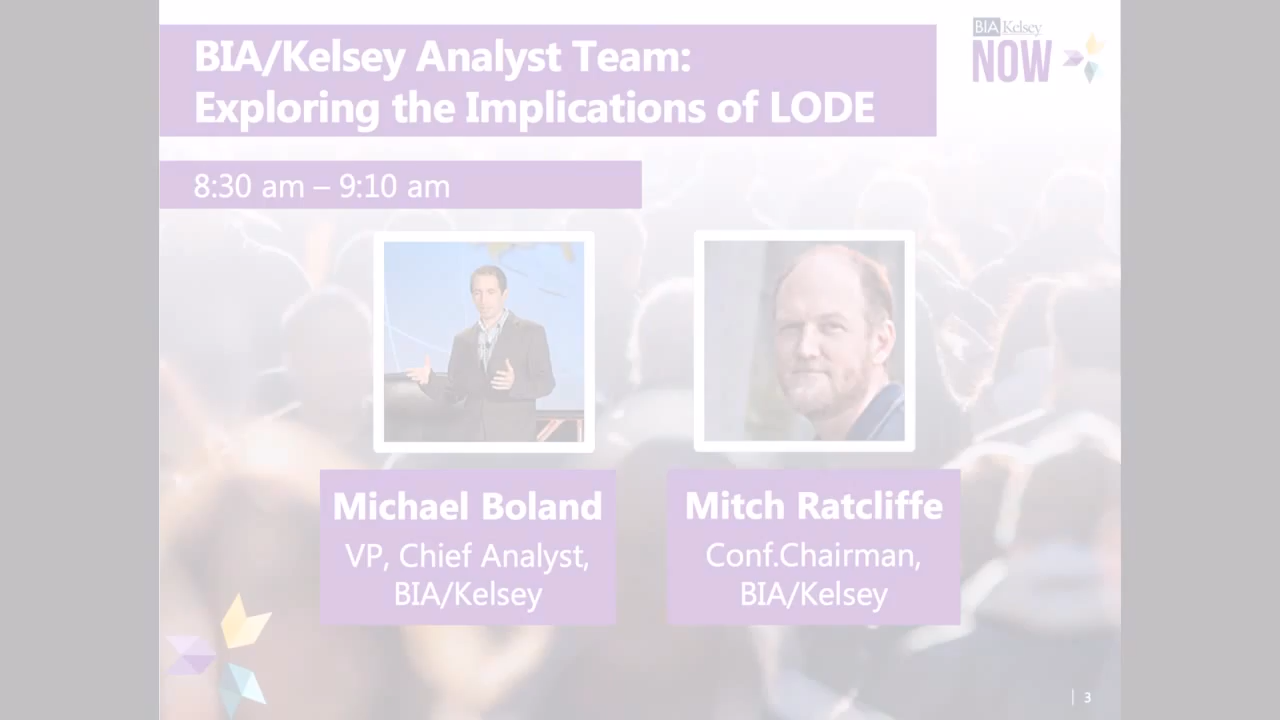 BIA/Kelsey Analyst Team:
Exploring the Implications of LODE
BIA Kelsey
NOW
8:30 am – 9:10 am
Michael Boland
VP, Chief Analyst,
BIA/Kelsey
Mitch Ratcliffe
Conf.Chairman,
BIA/Kelsey
3